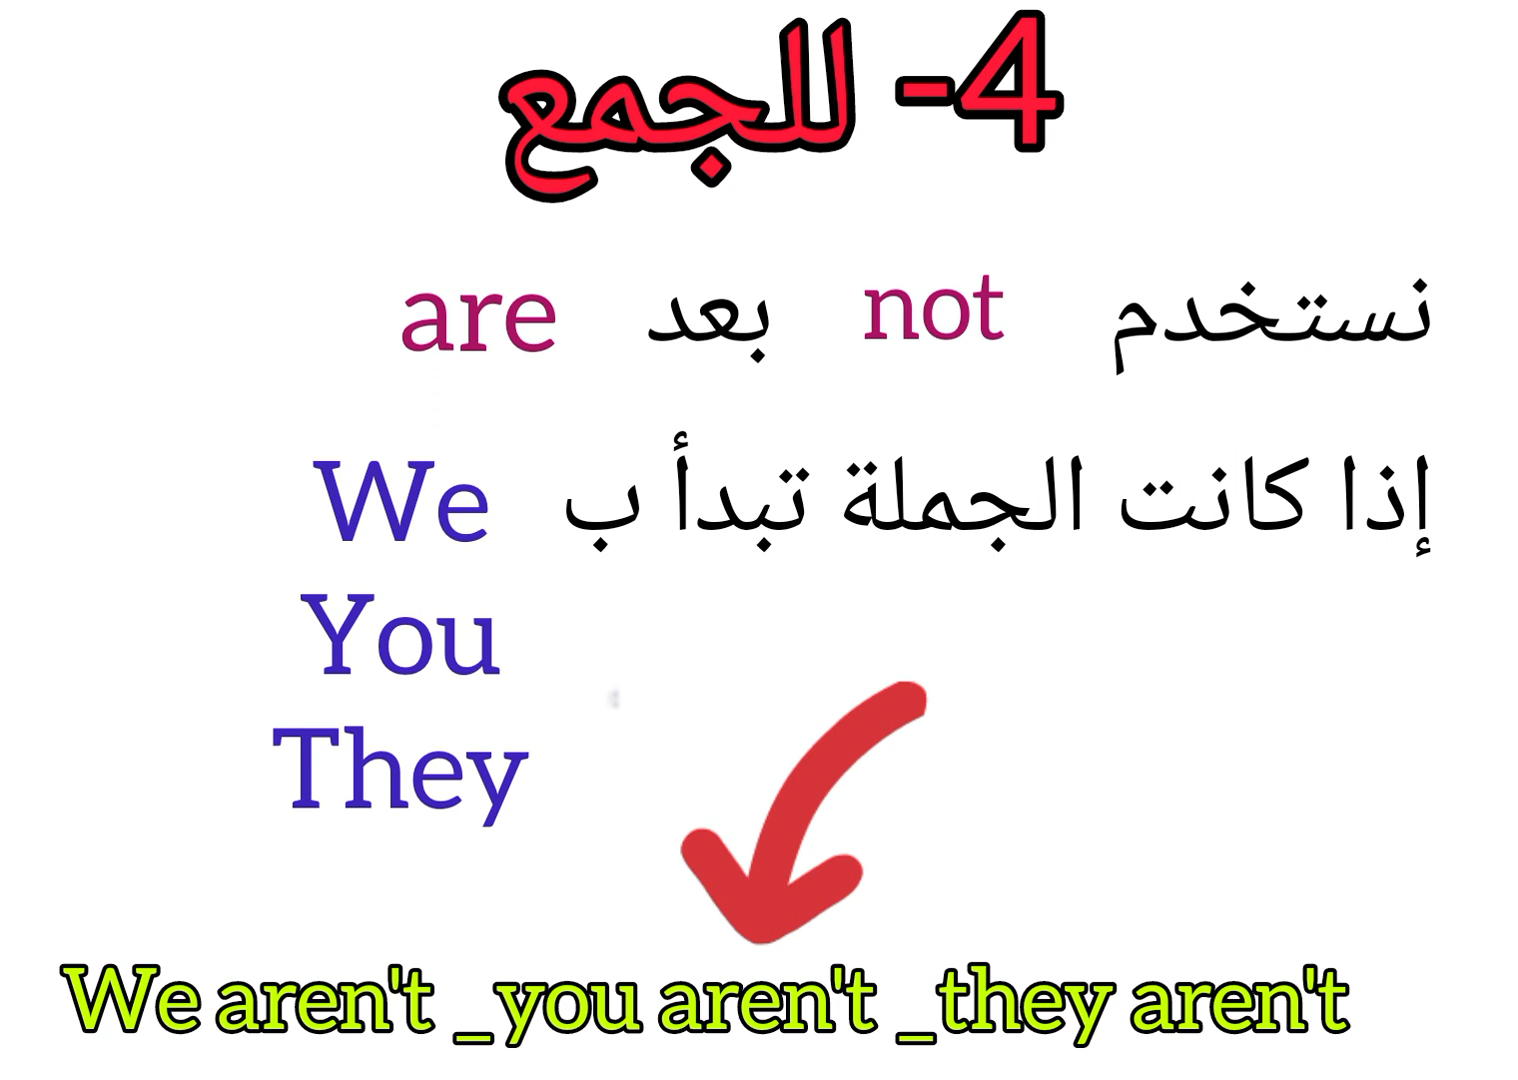 4- للجمع
نستخدم not بعد are
إذا كانت الجملة تبدأ ب We
You
They
We aren't _you aren't _they aren't